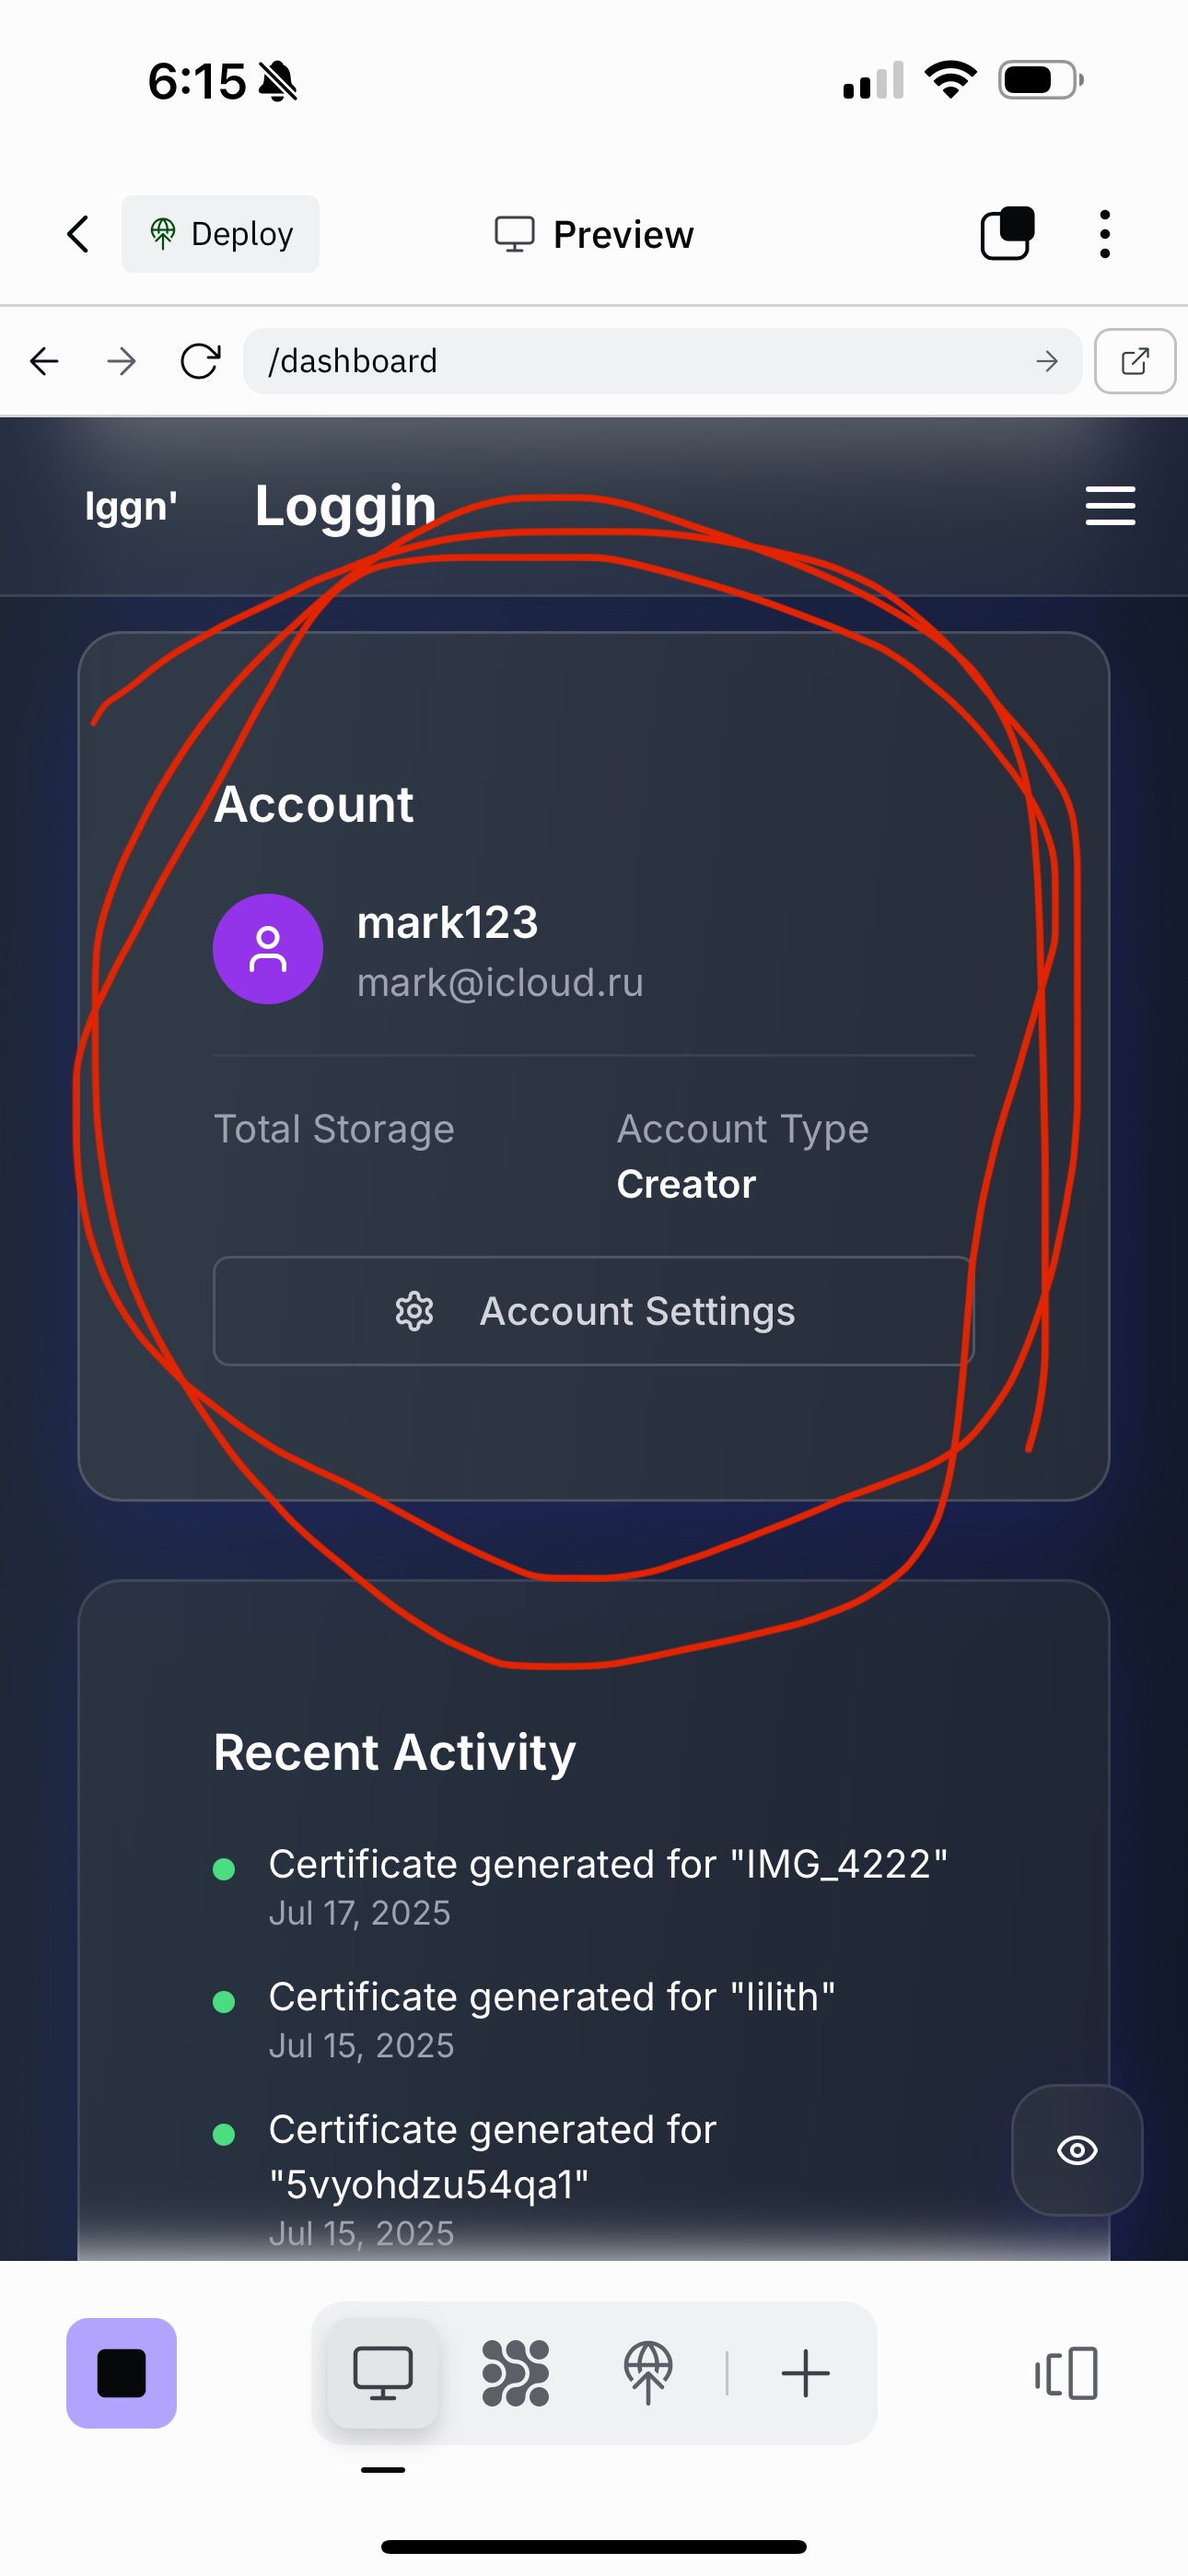 6:15
Deploy
Preview
/dashboard
lggn'
Loggin
Account
mark123
mark@icloud.ru
Total Storage
Account Type
Creator
Account Settings
Recent Activity
Certificate generated for "IMG_4222"
Jul 17, 2025
Certificate generated for "lilith"
Jul 15, 2025
Certificate generated for
"5vyohdzu54qa1"
Jul 15, 2025